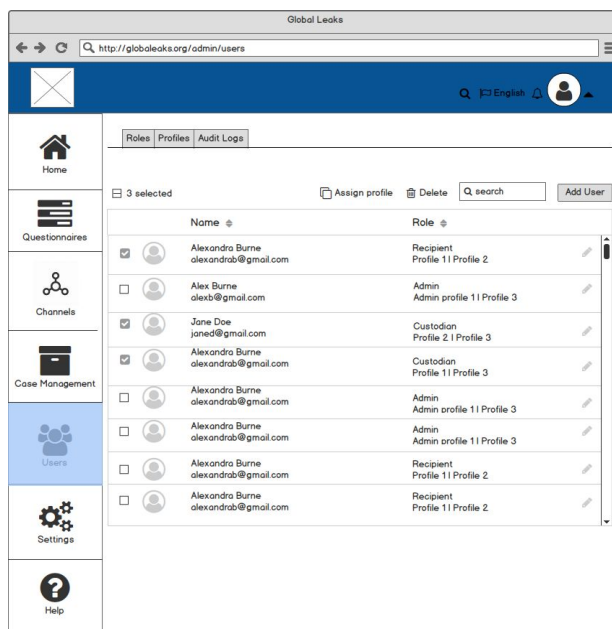 Global Leaks
http://globaleaks.org/admin/users
English
Home
Questionnaires
Channels
Case Management
Users
Settings
Help
Roles Profiles Audit Logs
3 selected Assign profile Delete search Add User
Name Role
Alexandra Burne Recipient
alexandrab@gmail.com Profile 1| Profile 2
Alex Burne Admin
alexb@gmail.com Admin profile 1| Profile 3
Jane Doe Custodian
janed@gmail.com Profile 2 | Profile 3
Alexandra Burne Custodian
alexandrab@gmail.com Profile 1| Profile 3
Alexandra Burne Admin
alexandrab@gmail.com Admin profile 1| Profile 3
Alexandra Burne Admin
alexandrab@gmail.com Admin profile 1| Profile 3
Alexandra Burne Recipient
alexandrab@gmail.com Profile 1| Profile 2
Alexandra Burne Recipient
alexandrab@gmail.com Profile 1| Profile 2